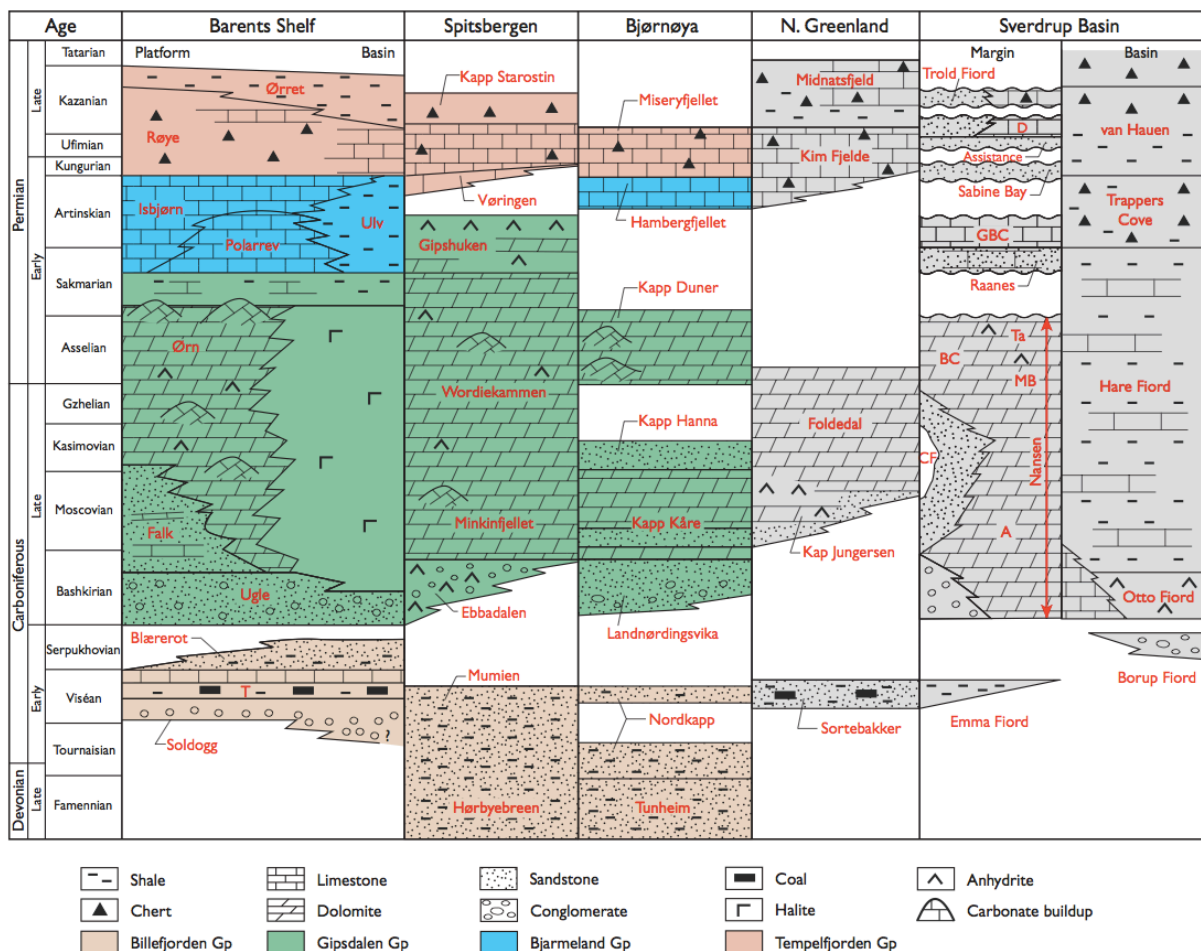 Age
Barents Shelf
Spitsbergen
Bjørnøya
N. Greenland
Sverdrup Basin
Platform
Basin
Margin
Basin
Permian
Late
Early
Carboniferous
Late
Early
Devonian
Late
Tatarian
Kazanian
Ufimian
Kungurian
Artinskian
Sakmarian
Asselian
Gzhelian
Kasimovian
Moscovian
Bashkirian
Serpukhovian
Viséan
Tournaisian
Famennian
Ørret
Røye
Isbjørn
Polarrev
Ulv
Ørn
Falk
Ugle
Blærerot
T
Soldogg
?
Kapp Starostin
Vøringen
Gipshuken
Wordiekammen
Minkinfjellet
Ebbadalen
Mumien
Hørbyebreen
Miseryfjellet
Hambergfjellet
Kapp Duner
Kapp Hanna
Kapp Kåre
Landnørdingsvika
Nordkapp
Tunheim
Midnatsfjeld
Kim Fjelde
Foldedal
Kap Jungersen
Sortebakker
Trold Fiord
D
Assistance
Sabine Bay
GBC
Raanes
Ta
BC
MB
CF
Nansen
A
Emma Fiord
van Hauen
Trappers
Cove
Hare Fiord
Otto Fiord
Borup Fiord
Shale
Limestone
Sandstone
Coal
Anhydrite
Chert
Dolomite
Conglomerate
Halite
Carbonate buildup
Billefjorden Gp
Gipsdalen Gp
Bjarmeland Gp
Tempelfjorden Gp